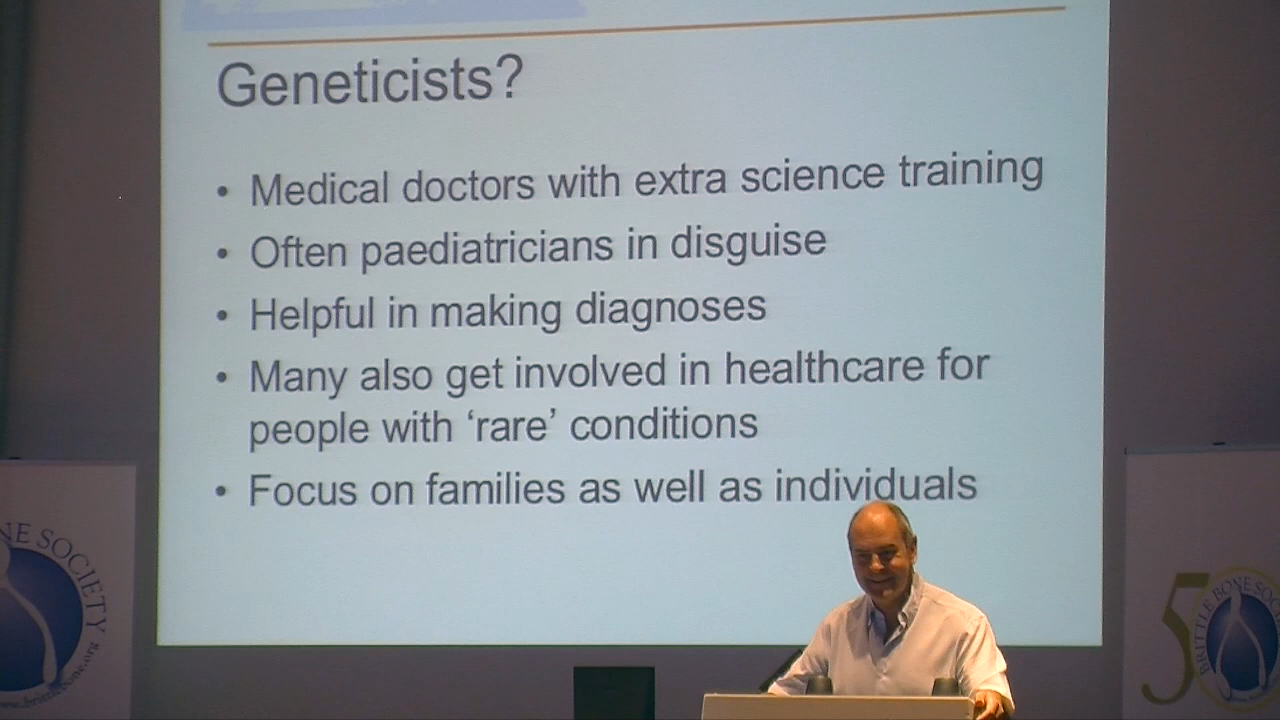 Geneticists?
• Medical doctors with extra science training
• Often paediatricians in disguise
• Helpful in making diagnoses
• Many also get involved in healthcare for
people with ‘rare’ conditions
• Focus on families as well as individuals
NE SOCIETY
50
BRITTLE BONE SOC